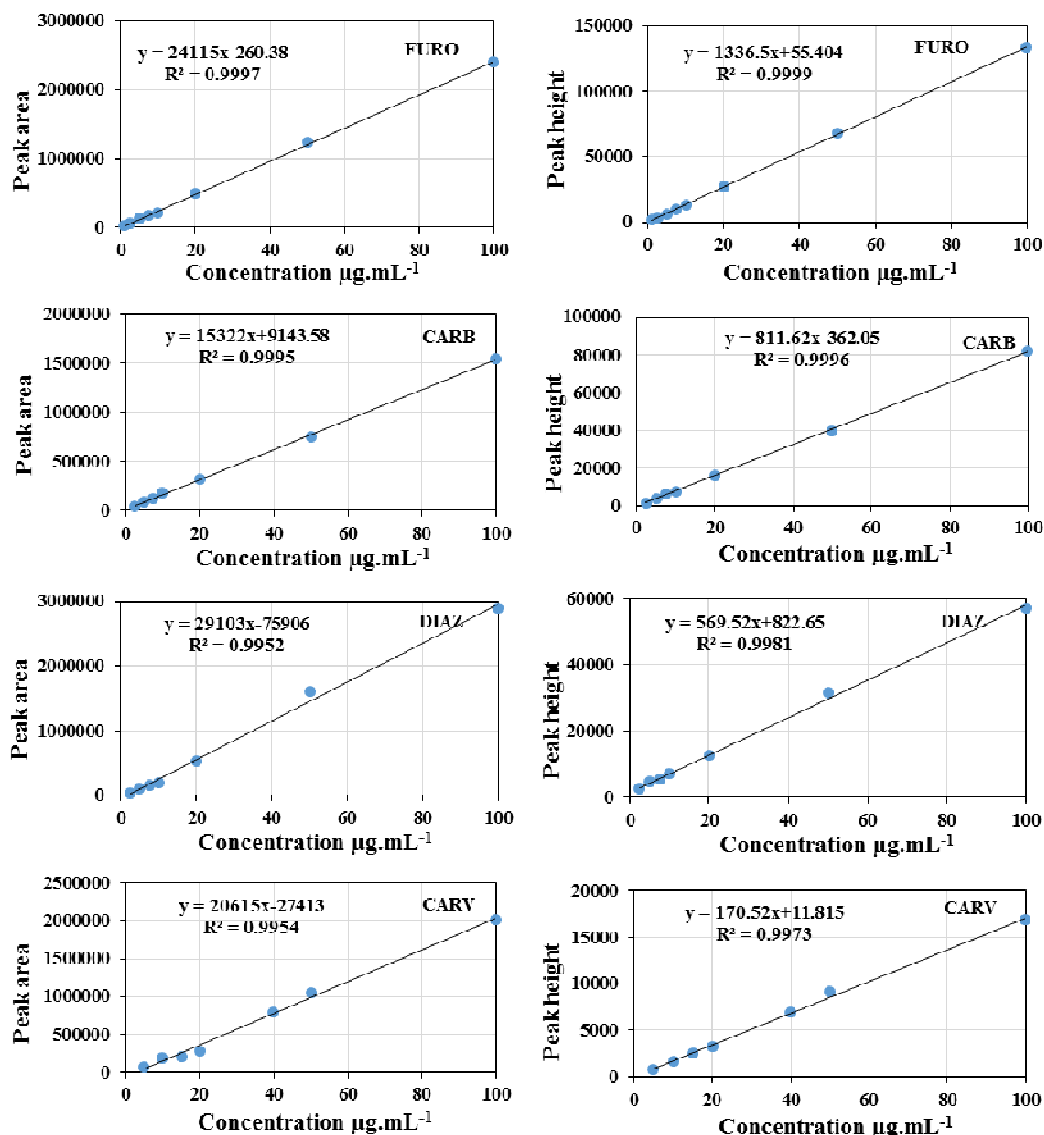 3000000
2000000
1000000
0
0 20 40 60 80 100
y = 24115x-260.38
R² = 0.9997
FURO
Peak area
Concentration µg.mL-1
150000
100000
50000
0
0 20 40 60 80 100
y = 1336.5x+55.404
R² = 0.9999
FURO
Peak height
Concentration µg.mL-1
2000000
1500000
1000000
500000
0
0 20 40 60 80 100
y = 15322x+9143.58
R² = 0.9995
CARB
Peak area
Concentration µg.mL-1
100000
80000
60000
40000
20000
0
0 20 40 60 80 100
y = 811.62x-362.05
R² = 0.9996
CARB
Peak height
Concentration µg.mL-1
3000000
2000000
1000000
0
0 20 40 60 80 100
y = 29103x-75906
R² = 0.9952
DIAZ
Peak area
Concentration µg.mL-1
60000
40000
20000
0
0 20 40 60 80 100
y = 569.52x+822.65
R² = 0.9981
DIAZ
Peak height
Concentration µg.mL-1
2500000
2000000
1500000
1000000
500000
0
0 20 40 60 80 100
y = 20615x-27413
R² = 0.9954
CARV
Peak area
Concentration µg.mL-1
20000
15000
10000
5000
0
0 20 40 60 80 100
y = 170.52x+11.815
R² = 0.9973
CARV
Peak height
Concentration µg.mL-1